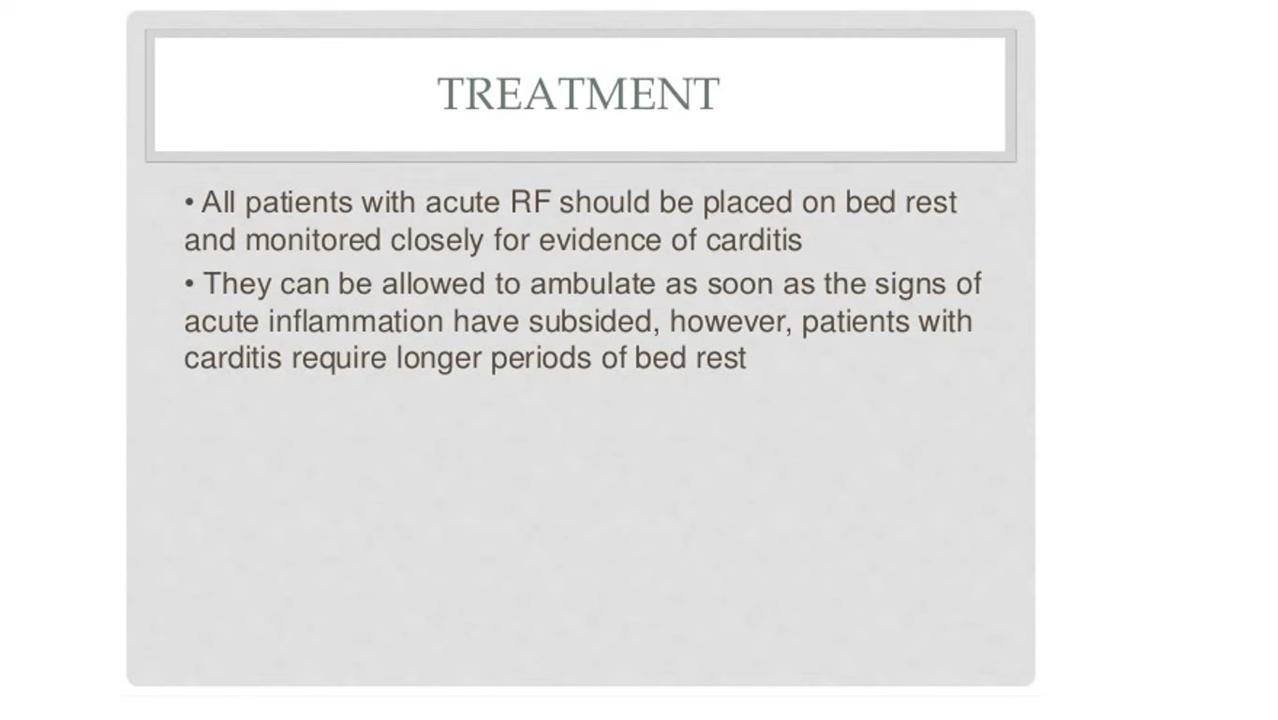 TREATMENT
• All patients with acute RF should be placed on bed rest
and monitored closely for evidence of carditis
• They can be allowed to ambulate as soon as the signs of
acute inflammation have subsided, however, patients with
carditis require longer periods of bed rest